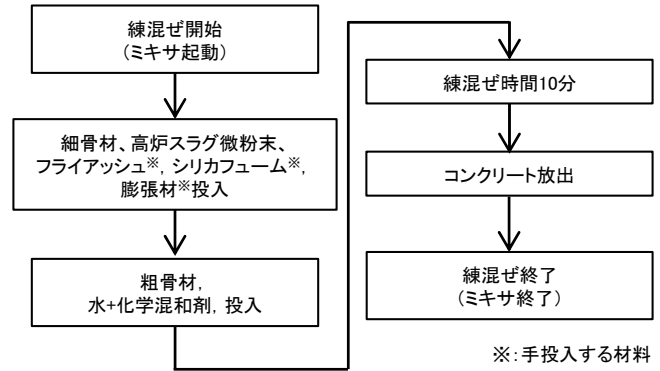 練混ぜ開始
（ミキサ起動）
細骨材、高炉スラグ微粉末、
フライアッシュ※, シリカフューム※,
膨張材※投入
粗骨材,
水+化学混和剤, 投入
練混ぜ時間10分
コンクリート放出
練混ぜ終了
（ミキサ終了）
※：手投入する材料